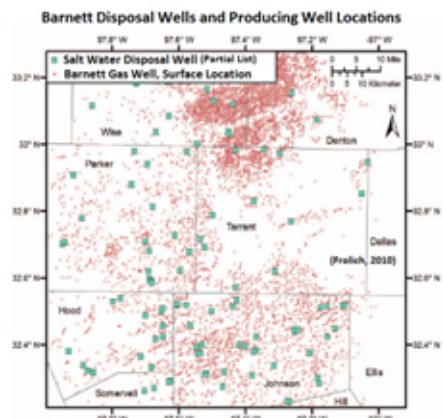 Barnett Disposal Wells and Producing Well Locations
97.8° W 97.6° W 97.4° W 97.2° W 97° W
Salt Water Disposal Well (Partial List)
Barnett Gas Well, Surface Location
0 5 10 Mile
0 5 10 Kilometer
33.2° N
33.2° N
N
Wise
Denton
33° N
33° N
Parker
32.8° N
32.8° N
Tarrant
Dallas
(Frolich, 2010)
32.6° N
32.6° N
Hood
32.4° N
32.4° N
Johnson
Ellis
Somervell
Hill